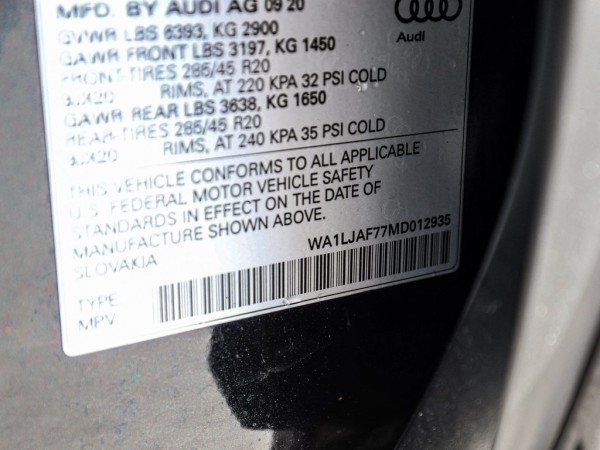 MFD. BY AUDI AG 09 20
Audi
GVWR LBS 6393, KG 2900
GAWR FRONT LBS 3197, KG 1450
FRONT-TIRES 285/45 R20
RIMS, AT 220 KPA 32 PSI COLD
GAWR REAR LBS 3638, KG 1650
REAR-TIRES 285/45 R20
RIMS, AT 240 KPA 35 PSI COLD
THIS VEHICLE CONFORMS TO ALL APPLICABLE
U.S. FEDERAL MOTOR VEHICLE SAFETY
STANDARDS IN EFFECT ON THE DATE OF
MANUFACTURE SHOWN ABOVE.
SLOVAKIA
WA1LJAF77MD012935
TYPE
MPV